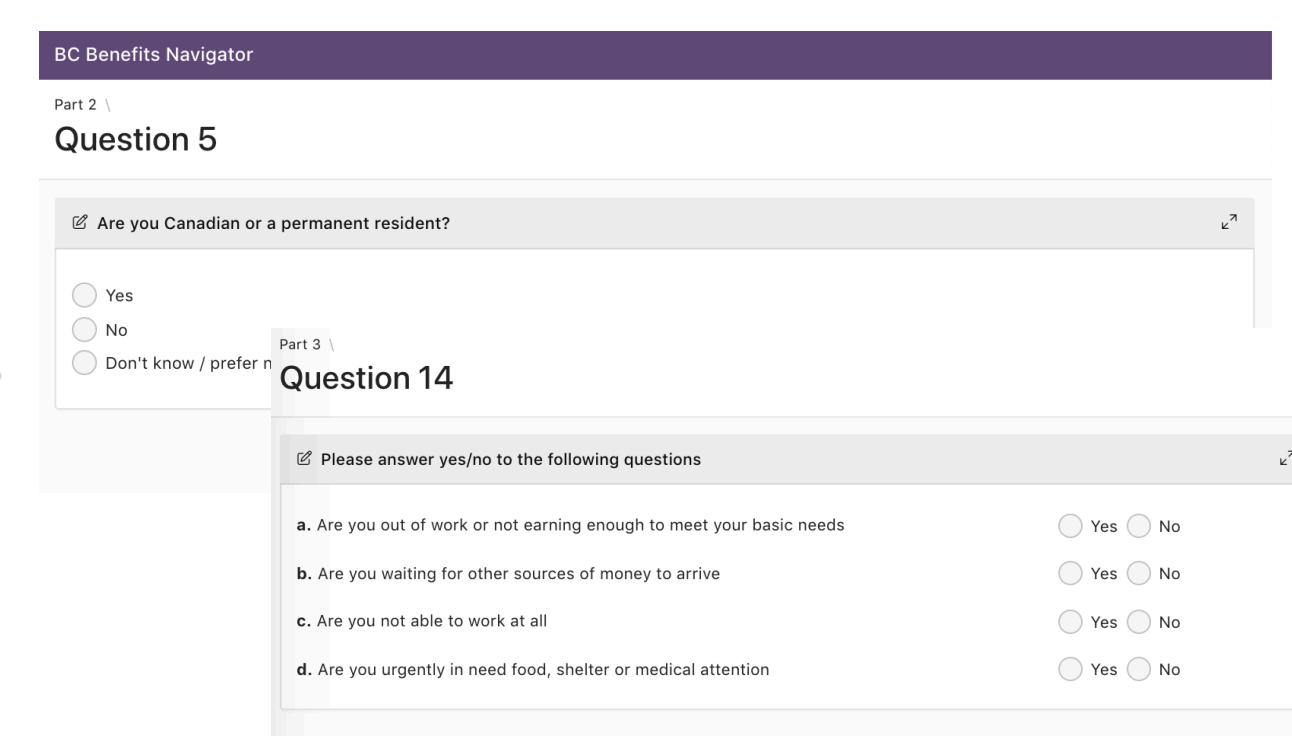 BC Benefits Navigator
Part 2 \
Question 5
Are you Canadian or a permanent resident?
Yes
No
Don't know / prefer
Part 3 \
Question 14
Please answer yes/no to the following questions
a. Are you out of work or not earning enough to meet your basic needs Yes No
b. Are you waiting for other sources of money to arrive Yes No
c. Are you not able to work at all Yes No
d. Are you urgently in need food, shelter or medical attention Yes No